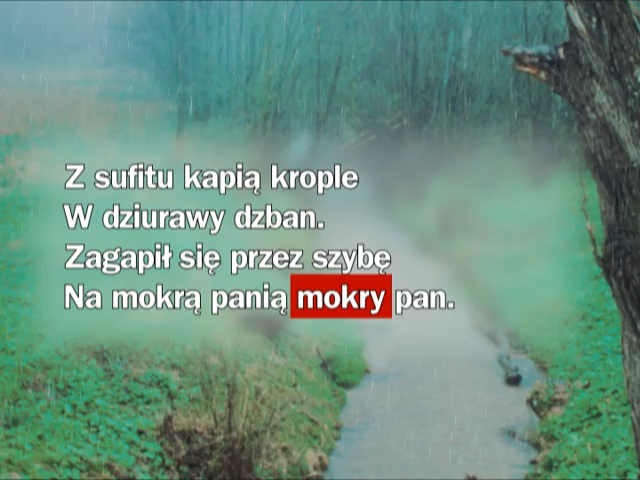 Z sufitu kapią krople
W dziurawy dzban.
Zagapił się przez szybę
Na mokrą panią mokry pan.